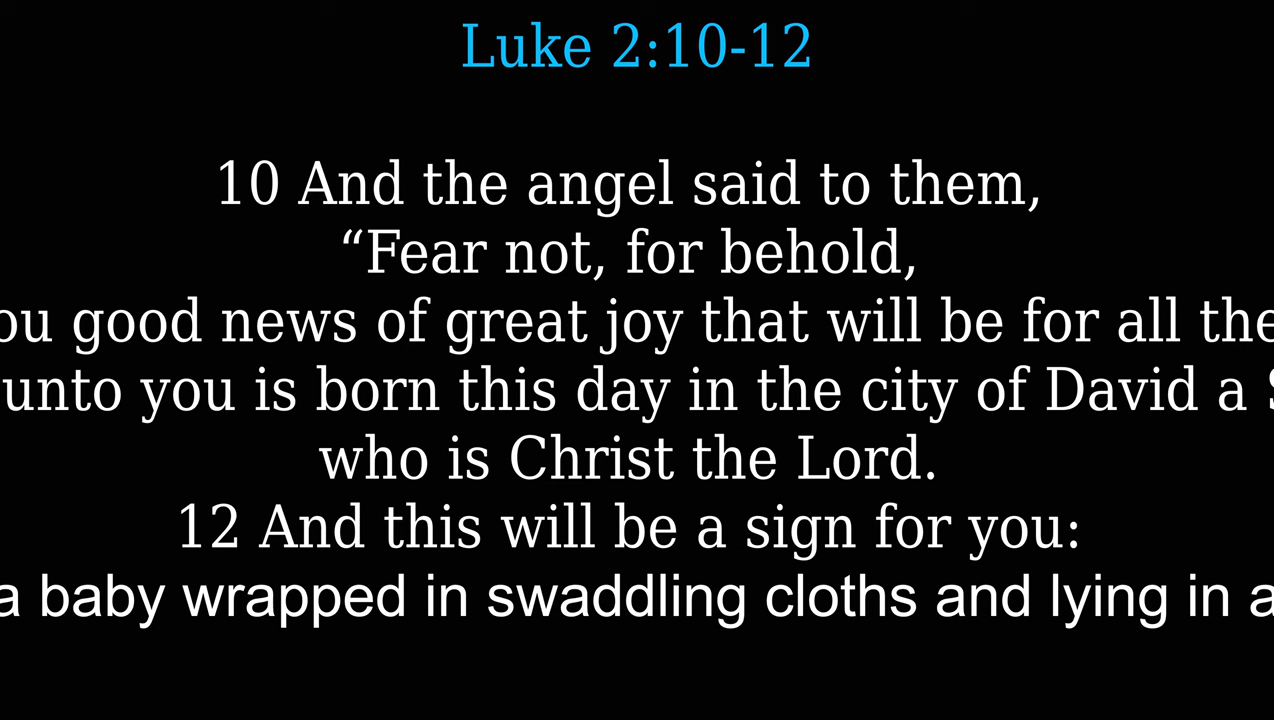 Luke 2:10-12
10 And the angel said to them,
“Fear not, for behold,
ou good news of great joy that will be for all the
unto you is born this day in the city of David a S
who is Christ the Lord.
12 And this will be a sign for you:
a baby wrapped in swaddling cloths and lying in a